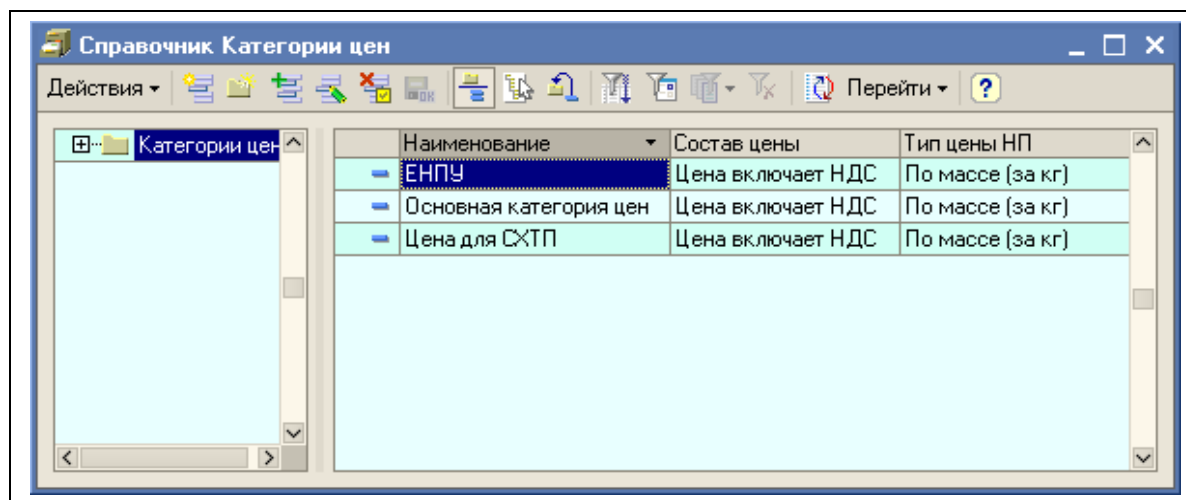 Справочник Категории цен
Действия Перейти ?
Категории цен
Наименование Состав цены Тип цены НП
ЕНПУ Цена включает НДС По массе (за кг)
Основная категория цен Цена включает НДС По массе (за кг)
Цена для СХТП Цена включает НДС По массе (за кг)